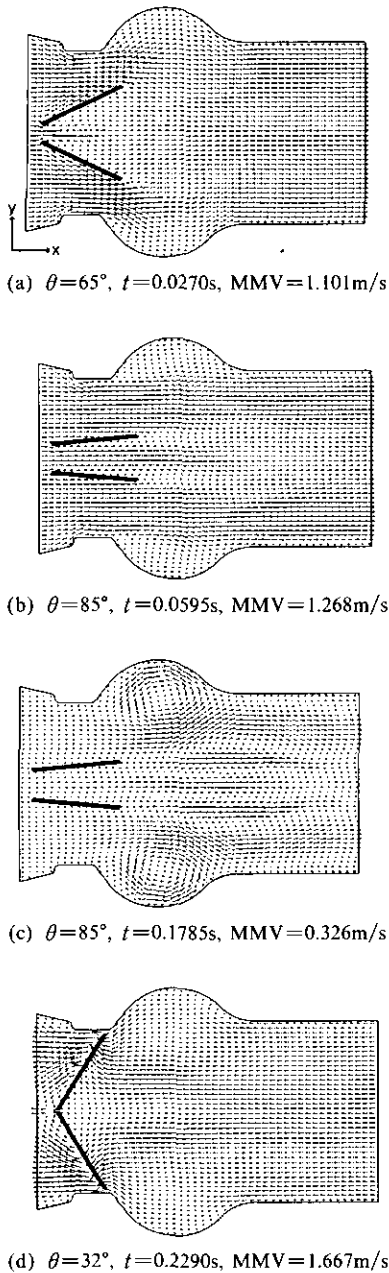 y
x
(a) θ=65°, t=0.0270s, MMV=1.101m/s
(b) θ=85°, t=0.0595s, MMV=1.268m/s
(c) θ=85°, t=0.1785s, MMV=0.326m/s
(d) θ=32°, t=0.2290s, MMV=1.667m/s